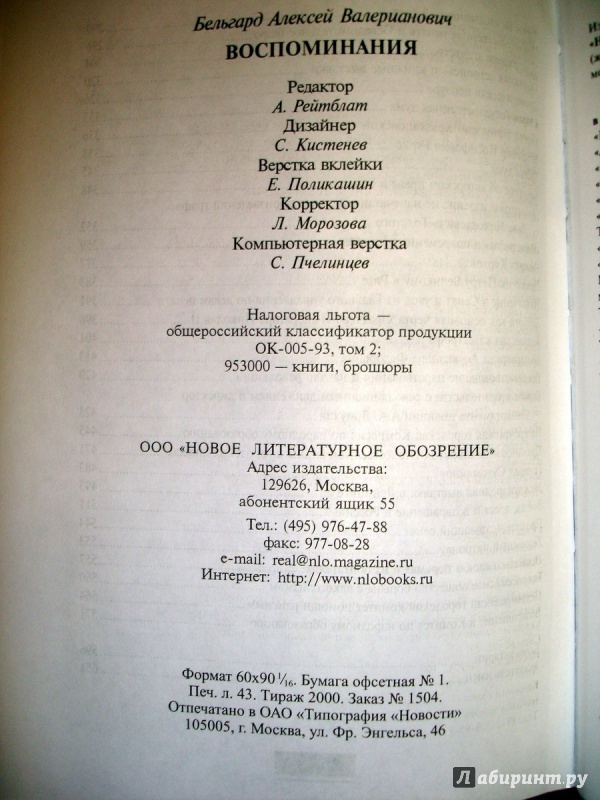 Бельгард Алексей Валерианович
ВОСПОМИНАНИЯ
Редактор
А. Рейтблат
Дизайнер
С. Кистенев
Верстка вклейки
Е. Поликашин
Корректор
Л. Морозова
Компьютерная верстка
С. Пчелинцев
Налоговая льгота —
общероссийский классификатор продукции
ОК-005-93, том 2;
953000 — книги, брошюры
ООО «НОВОЕ ЛИТЕРАТУРНОЕ ОБОЗРЕНИЕ»
Адрес издательства:
129626, Москва,
абонентский ящик 55
Тел.: (495) 976-47-88
факс: 977-08-28
e-mail: real@nlo.magazine.ru
Интернет: http://www.nlobooks.ru
Формат 60х90 1/16. Бумага офсетная № 1.
Печ. л. 43. Тираж 2000. Заказ № 1504.
Отпечатано в ОАО «Типография «Новости»
105005, г. Москва, ул. Фр. Энгельса, 46
Лабиринт.ру